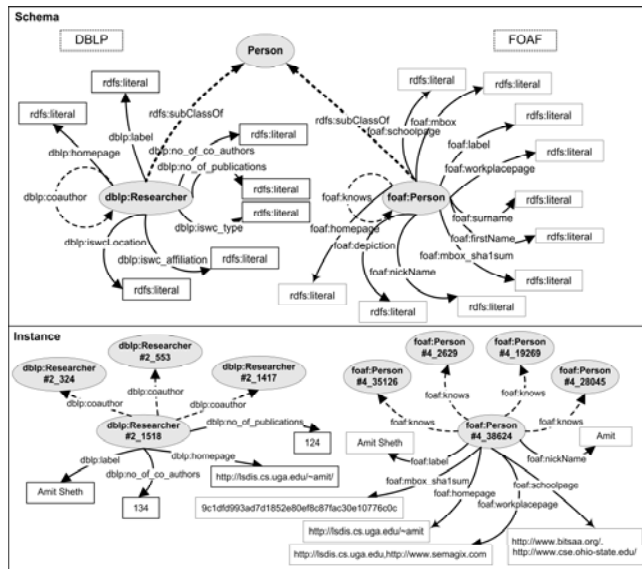 Schema
DBLP
Person
FOAF
rdfs:literal
rdfs:literal
rdfs:literal
rdfs:literal
rdfs:subClassOf
rdfs:subClassOf
foaf:schoolpage
foaf:mbox
dblp:label
rdfs:literal
foaf:label
rdfs:literal
rdfs:literal
dblp:homepage
dblp:no_of_co_authors
dblp:no_of_publications
foaf:workplacepage
dblp:coauthor
rdfs:literal
foaf:knows
dblp:Researcher
foaf:Person
foaf:surname
rdfs:literal
rdfs:literal
dblp:iswc_type
foaf:homepage
foaf:firstName
dblp:iswcLocation
foaf:depiction
foaf:mbox_sha1sum
rdfs:literal
dblp:iswc_affiliation
rdfs:literal
foaf:nickName
rdfs:literal
rdfs:literal
rdfs:literal
rdfs:literal
rdfs:literal
Instance
dblp:Researcher
#2_553
foaf:Person
#4_2629
foaf:Person
#4_19269
dblp:Researcher
#2_324
dblp:Researcher
#2_1417
foaf:Person
#4_35126
foaf:Person
#4_28045
dblp:coauthor
dblp:coauthor
dblp:coauthor
foaf:knows
foaf:knows
foaf:knows
foaf:knows
dblp:Researcher
#2_1518
dblp:no_of_publications
foaf:Person
#4_38624
124
Amit Sheth
Amit
dblp:label
dblp:homepage
foaf:label
foaf:nickName
dblp:no_of_co_authors
http://lsdis.cs.uga.edu/~amit/
foaf:mbox_sha1sum
foaf:schoolpage
foaf:homepage
Amit Sheth
134
9c1dfd993ad7d1852e80ef8c87fac30e10776c0c
foaf:workplacepage
http://lsdis.cs.uga.edu/~amit
http://lsdis.cs.uga.edu,http://www.semagix.com
http://www.bitsaa.org/.
http://www.cse.ohio-state.edu/